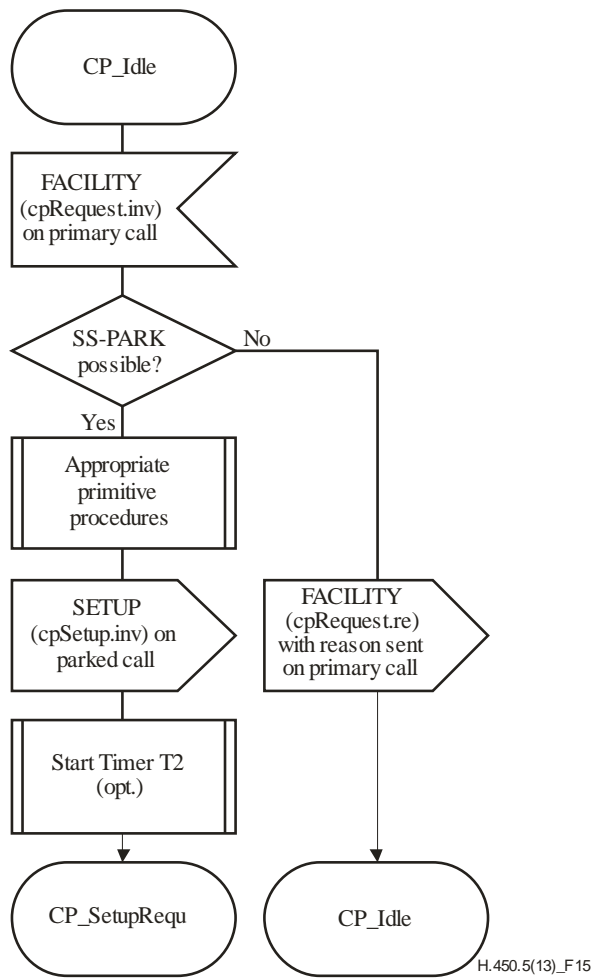 CP_Idle
FACILITY
(cpRequest.inv)
on primary call
SS-PARK
possible?
No
Yes
Appropriate
primitive
procedures
SETUP
(cpSetup.inv) on
parked call
FACILITY
(cpRequest.re)
with reason sent
on primary call
Start Timer T2
(opt.)
CP_SetupRequ
CP_Idle
H.450.5(13)_F15